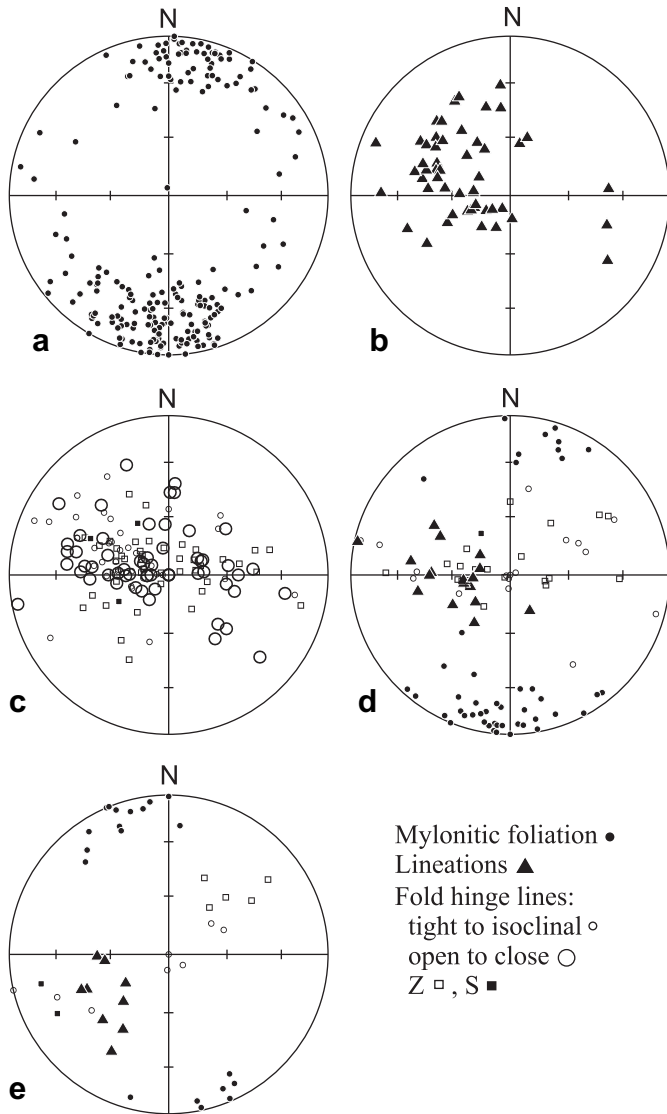 N
N
a
b
N
N
c
d
N
e
Mylonitic foliation
Lineations
Fold hinge lines:
tight to isoclinal
open to close
Z , S